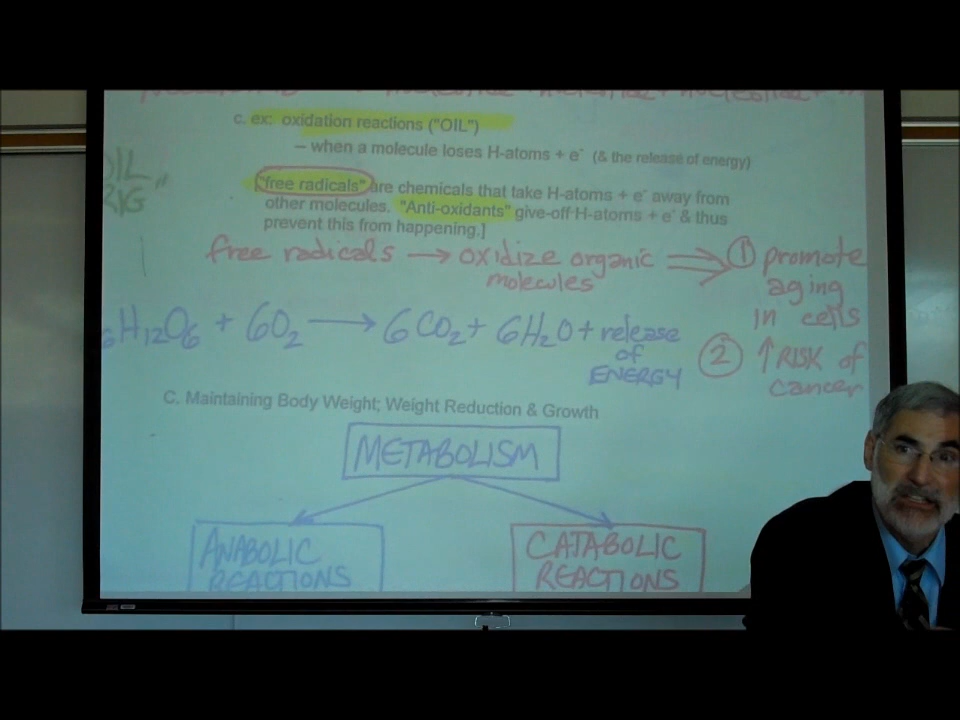 c. ex: oxidation reactions ("OIL")
– when a molecule loses H-atoms + e⁻ (& the release of energy)
OIL
RIG"
"free radicals" are chemicals that take H-atoms + e⁻ away from
other molecules. "Anti-oxidants" give-off H-atoms + e⁻ & thus
prevent this from happening.]
free radicals → oxidize organic ⇒ ① promote
molecules
aging
in cells
6H12O6 + 6O2 → 6CO2 + 6H2O + release
of
ENERGY
② ↑ RISK of
cancer
C. Maintaining Body Weight; Weight Reduction & Growth
METABOLISM
ANABOLIC CATABOLIC
REACTIONS REACTIONS